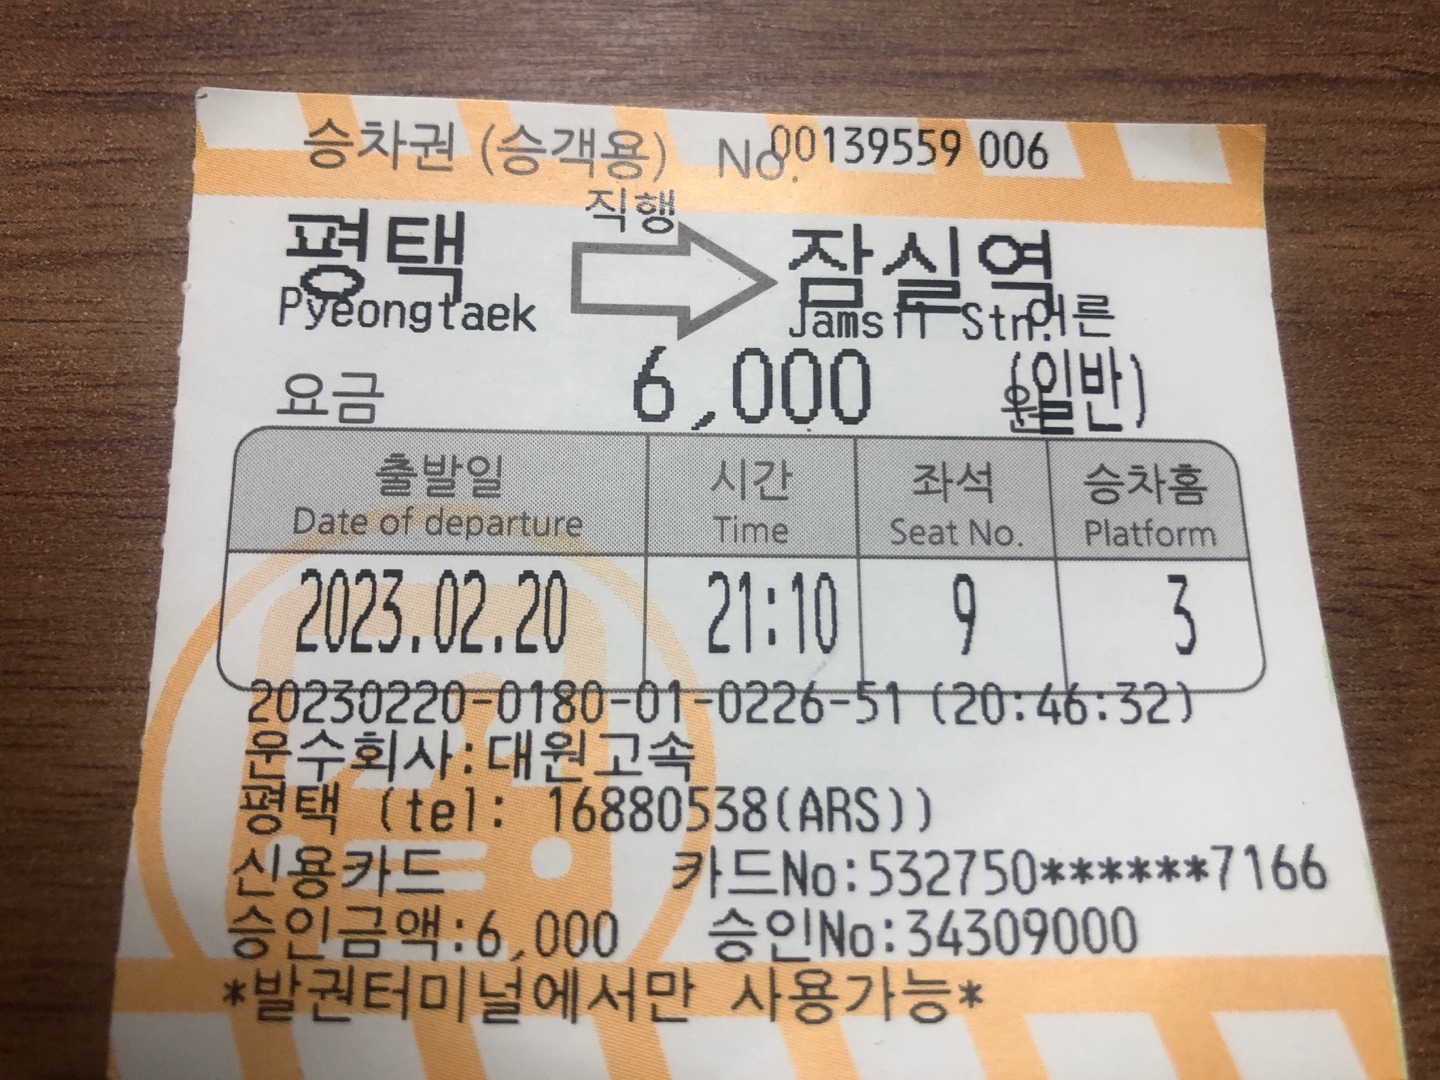 승차권 (승객용) No. 00139559 006
직행
평택 잠실역
Pyeongtaek Jamsil Stn. 어른
요금 6,000 원 (일반)
출발일 시간 좌석 승차홈
Date of departure Time Seat No. Platform
2023.02.20 21:10 9 3
20230220-0180-01-0226-51 (20:46:32)
운수회사:대원고속
평택 (tel: 16880538(ARS))
신용카드 카드No:532750******7166
승인금액:6,000 승인No:34309000
*발권터미널에서만 사용가능*